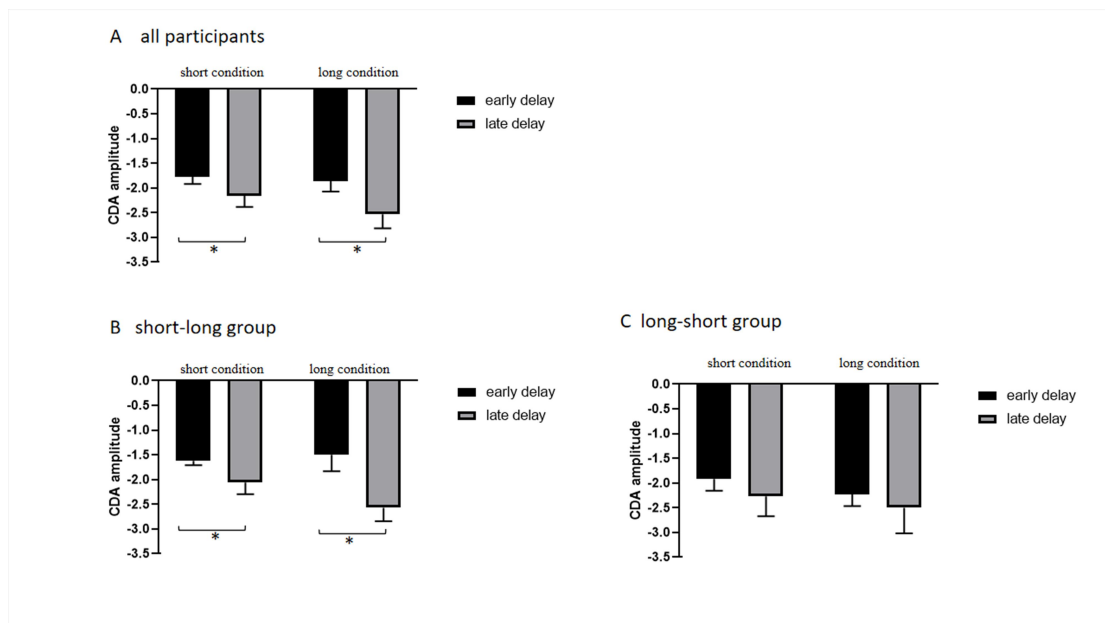 A all participants
short condition
long condition
0.0
-0.5
-1.0
-1.5
-2.0
-2.5
-3.0
-3.5
CDA amplitude
early delay
late delay
*
*
B short-long group
short condition
long condition
0.0
-0.5
-1.0
-1.5
-2.0
-2.5
-3.0
-3.5
CDA amplitude
early delay
late delay
*
*
C long-short group
short condition
long condition
0.0
-0.5
-1.0
-1.5
-2.0
-2.5
-3.0
-3.5
CDA amplitude
early delay
late delay